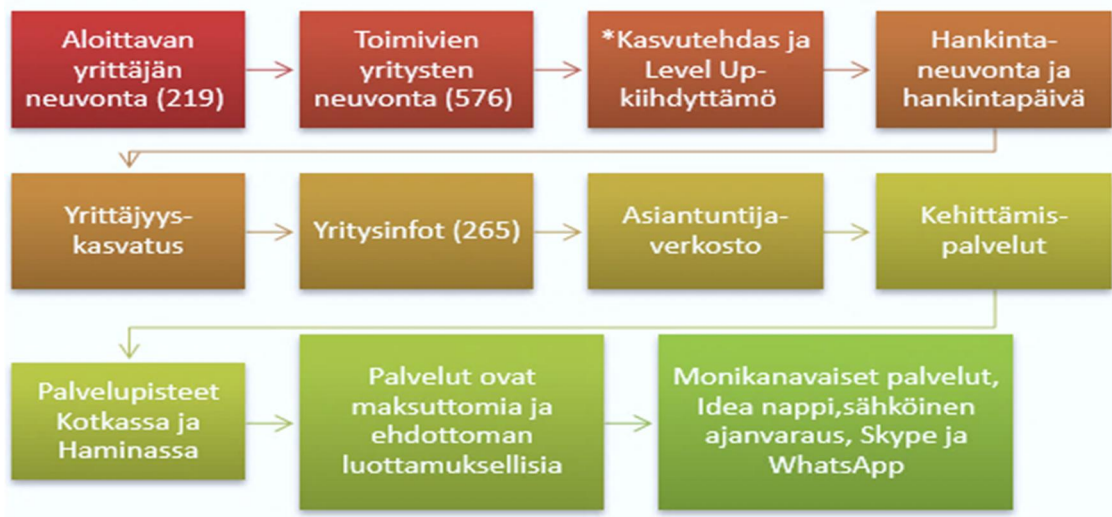 Aloittavan
yrittäjän
neuvonta (219)
Toimivien
yritysten
neuvonta (576)
*Kasvutehdas ja
Level Up-
kiihdyttämö
Hankinta-
neuvonta ja
hankintapäivä
Yrittäjyys-
kasvatus
Yritysinfot (265)
Asiantuntija-
verkosto
Kehittämis-
palvelut
Palvelupisteet
Kotkassa ja
Haminassa
Palvelut ovat
maksuttomia ja
ehdottoman
luottamuksellisia
Monikanavaiset palvelut,
Idea nappi,sähköinen
ajanvaraus, Skype ja
WhatsApp